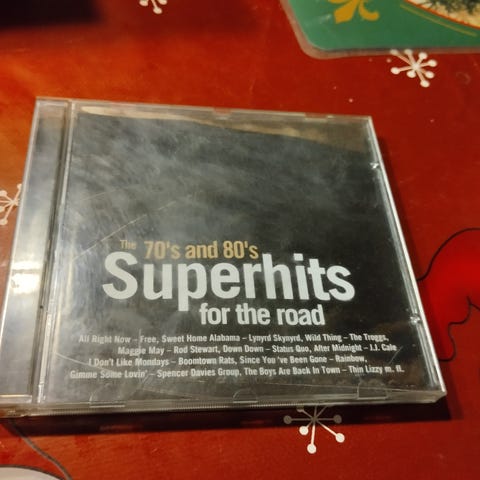 The 70's and 80's
Superhits
for the road
All Right Now – Free, Sweet Home Alabama – Lynyrd Skynyrd, Wild Thing – The Troggs,
Maggie May – Rod Stewart, Down Down – Status Quo, After Midnight – J.J. Cale
I Don't Like Mondays – Boomtown Rats, Since You've Been Gone – Rainbow,
Gimme Some Lovin' – Spencer Davies Group, The Boys Are Back In Town – Thin Lizzy m. fl.